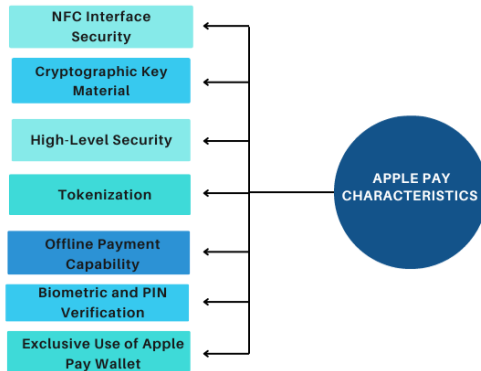 NFC Interface
Security
Cryptographic Key
Material
High-Level Security
Tokenization
Offline Payment
Capability
Biometric and PIN
Verification
Exclusive Use of Apple
Pay Wallet
APPLE PAY
CHARACTERISTICS